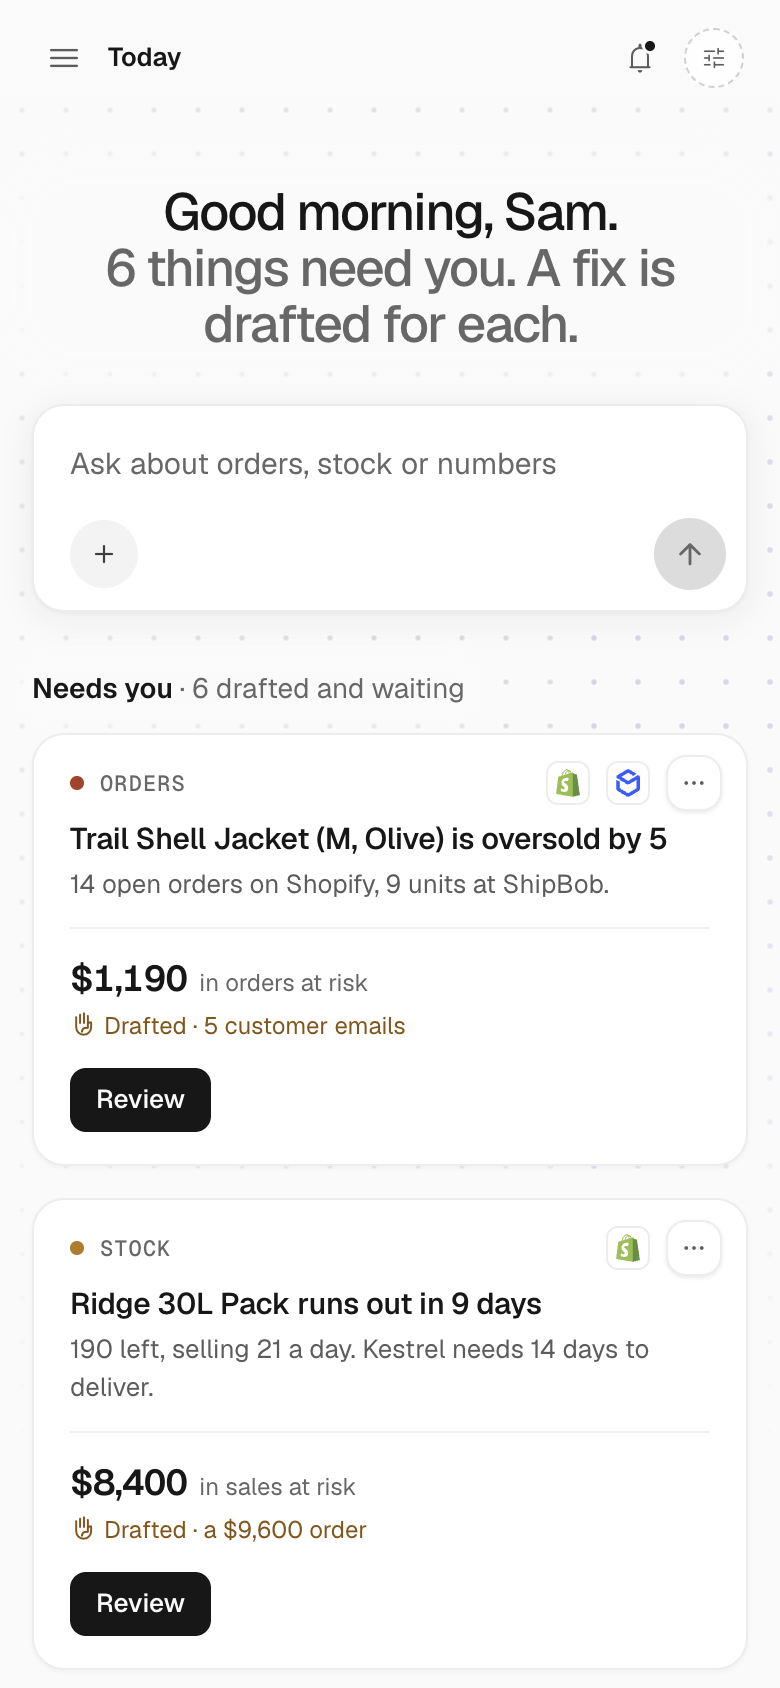 Today
Good morning, Sam.
6 things need you. A fix is
drafted for each.
Ask about orders, stock or numbers
Needs you · 6 drafted and waiting
ORDERS
Trail Shell Jacket (M, Olive) is oversold by 5
14 open orders on Shopify, 9 units at ShipBob.
$1,190 in orders at risk
Drafted · 5 customer emails
Review
STOCK
Ridge 30L Pack runs out in 9 days
190 left, selling 21 a day. Kestrel needs 14 days to
deliver.
$8,400 in sales at risk
Drafted · a $9,600 order
Review